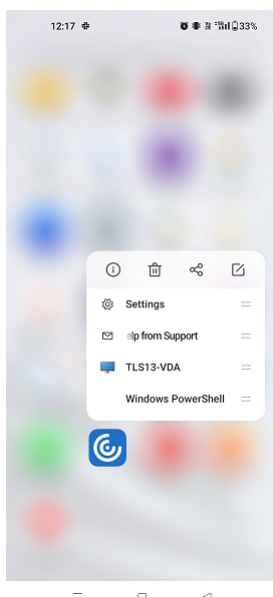 12:17
33%
Settings
elp from Support
TLS13-VDA
Windows PowerShell